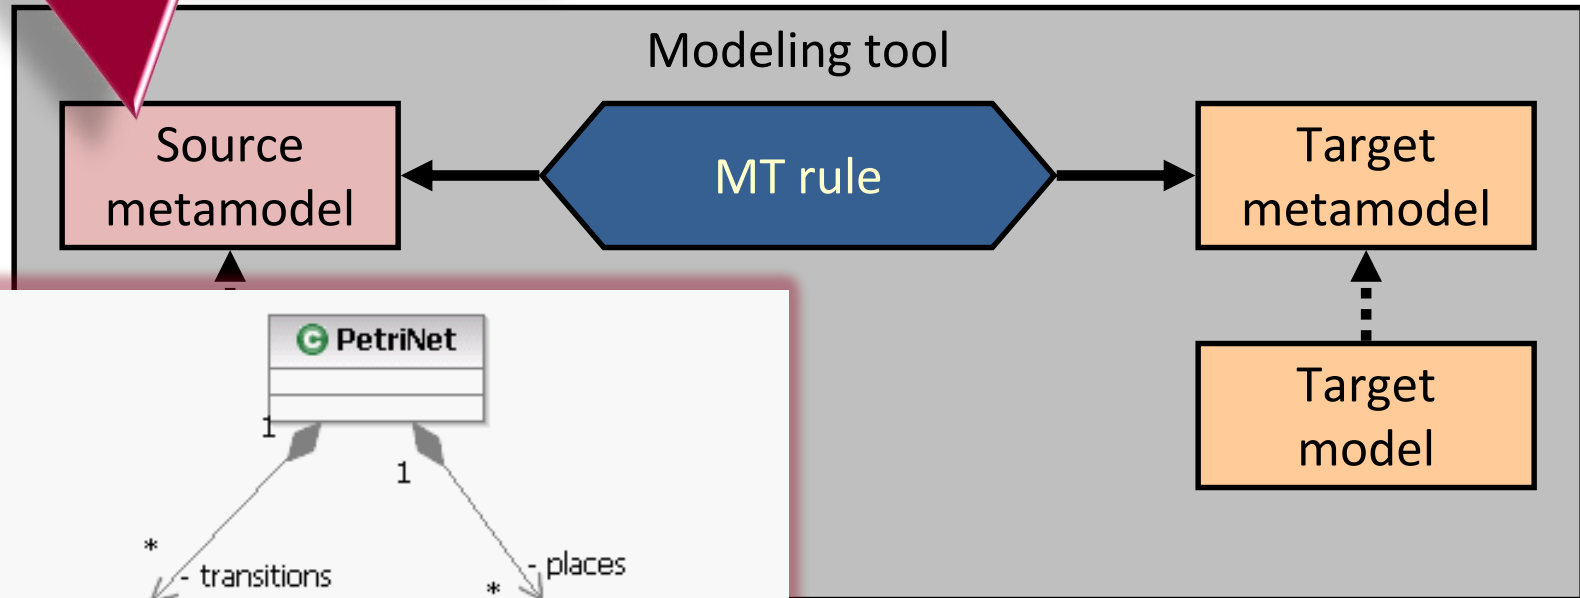 Modeling tool
Source
metamodel
MT rule
Target
metamodel
C PetriNet
1
1
*
- transitions
*
- places
Target
model